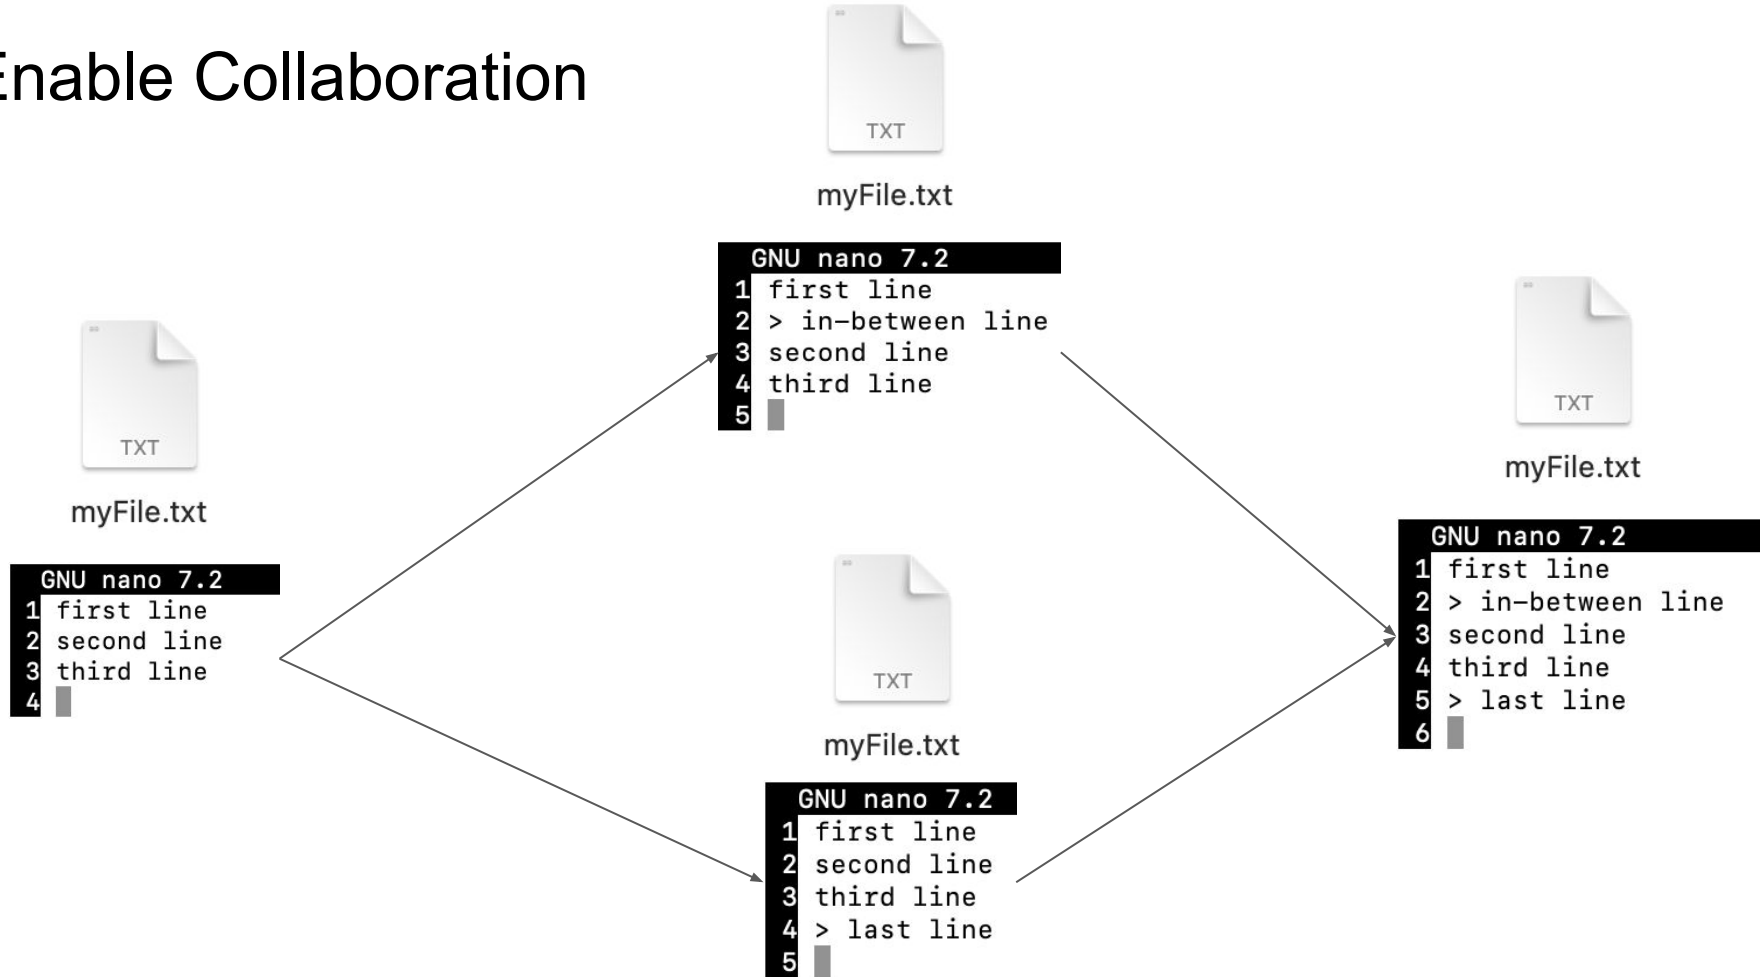 Enable Collaboration
TXT
myFile.txt
GNU nano 7.2
1 first line
2 second line
3 third line
4
TXT
myFile.txt
GNU nano 7.2
1 first line
2 > in-between line
3 second line
4 third line
5
TXT
myFile.txt
GNU nano 7.2
1 first line
2 second line
3 third line
4 > last line
5
TXT
myFile.txt
GNU nano 7.2
1 first line
2 > in-between line
3 second line
4 third line
5 > last line
6